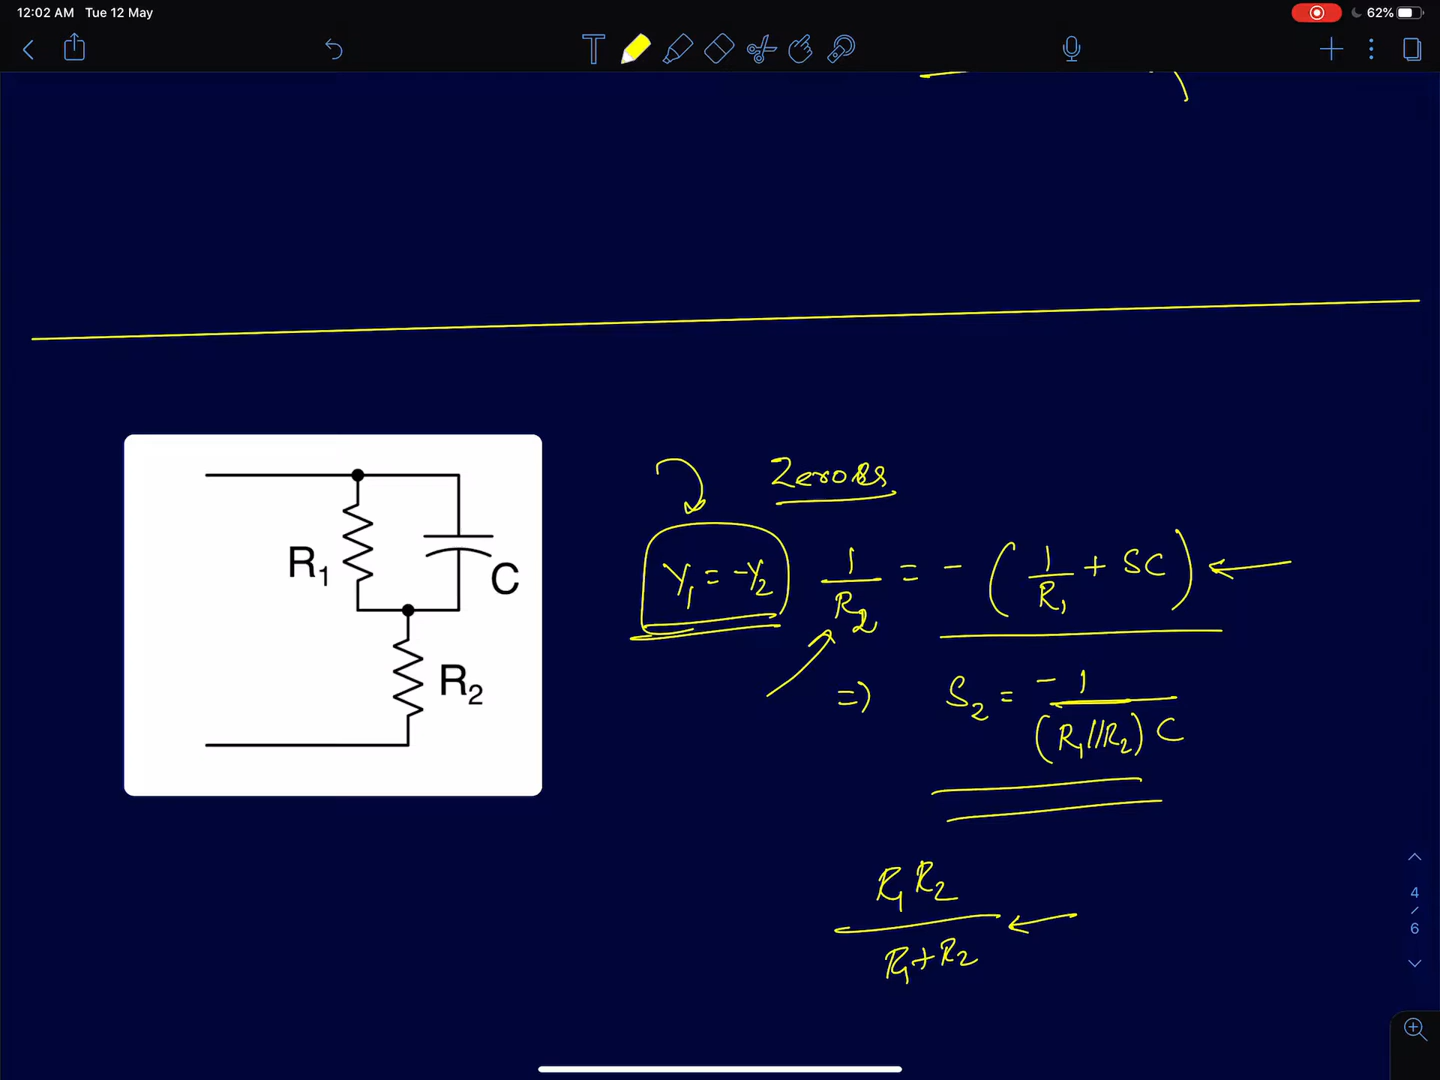 12:02 AM Tue 12 May 62%
T
Zeroes
R₁ C Y₁ = -Y₂ 1/R₂ = - (1/R₁ + SC)
R₂ => S₂ = -1/((R₁//R₂) C)
R₁R₂/(R₁+R₂)
4
/
6